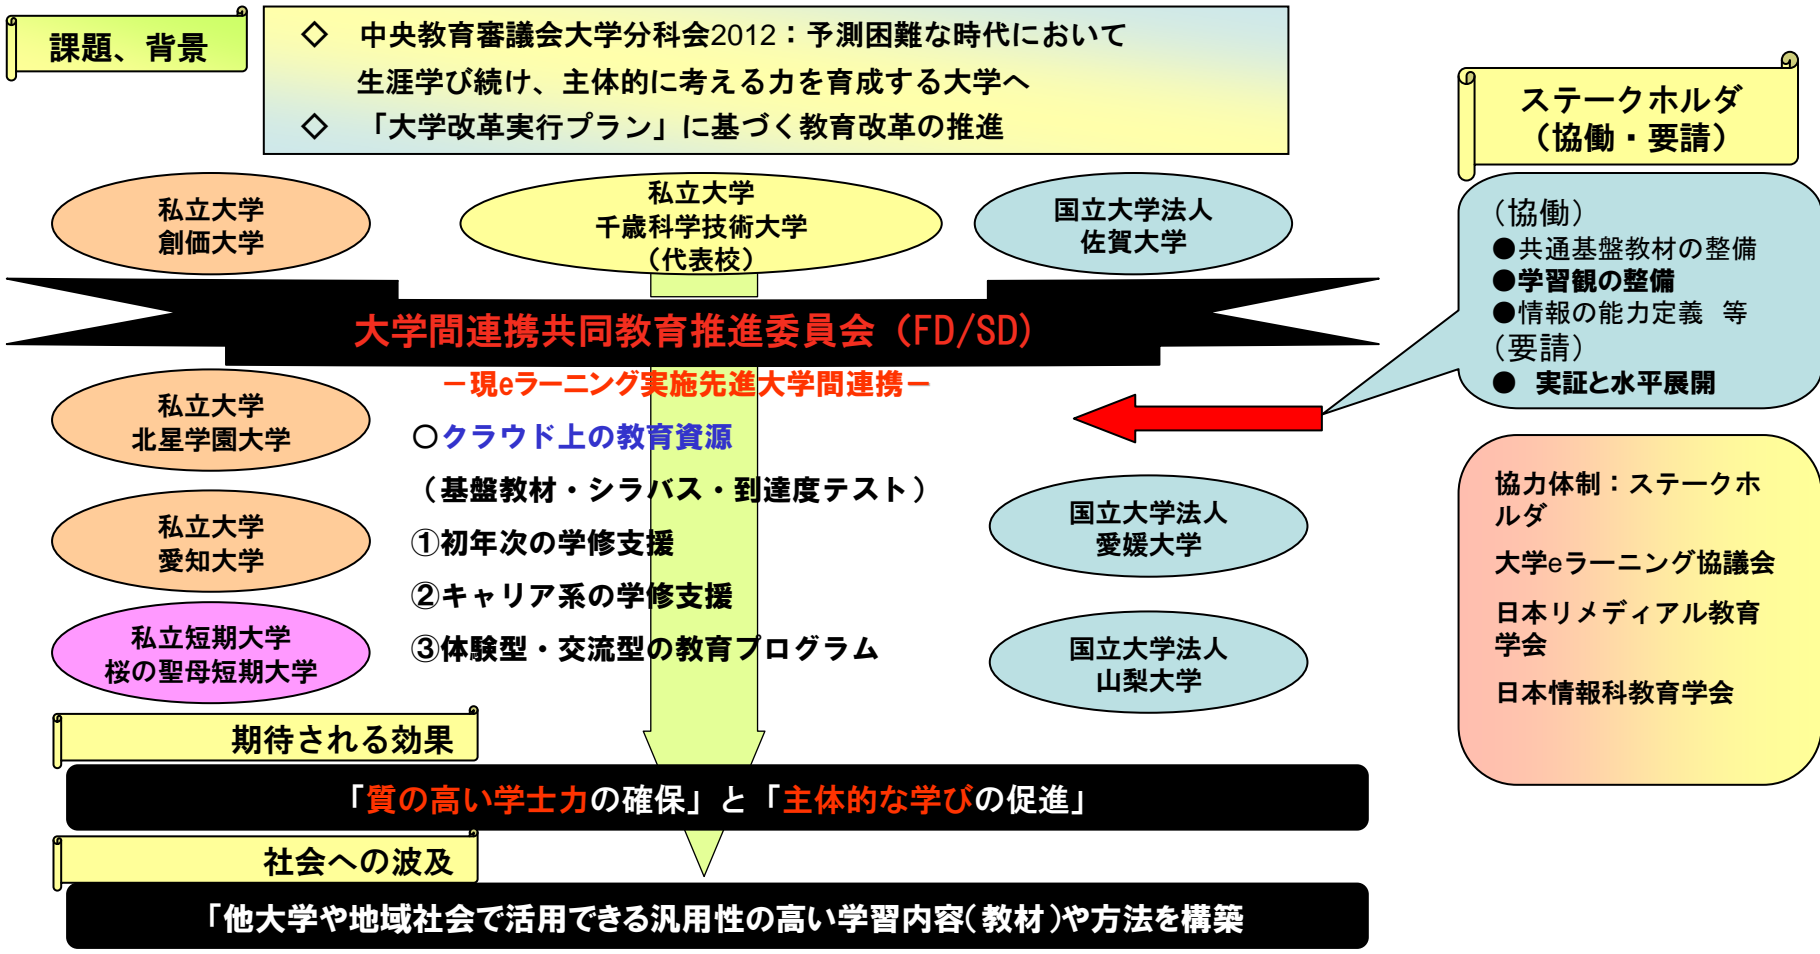 課題、背景
◇ 中央教育審議会大学分科会2012：予測困難な時代において
生涯学び続け、主体的に考える力を育成する大学へ
◇ 「大学改革実行プラン」に基づく教育改革の推進
ステークホルダ
（協働・要請）
私立大学
創価大学
私立大学
千歳科学技術大学
（代表校）
国立大学法人
佐賀大学
（協働）
●共通基盤教材の整備
●学習観の整備
●情報の能力定義 等
（要請）
● 実証と水平展開
大学間連携共同教育推進委員会（FD/SD）
－現eラーニング実施先進大学間連携－
私立大学
北星学園大学
○クラウド上の教育資源
（基盤教材・シラバス・到達度テスト）
①初年次の学修支援
②キャリア系の学修支援
③体験型・交流型の教育プログラム
私立大学
愛知大学
私立短期大学
桜の聖母短期大学
国立大学法人
愛媛大学
国立大学法人
山梨大学
協力体制：ステークホ
ルダ
大学eラーニング協議会
日本リメディアル教育
学会
日本情報科教育学会
期待される効果
「質の高い学士力の確保」と「主体的な学びの促進」
社会への波及
「他大学や地域社会で活用できる汎用性の高い学習内容（教材）や方法を構築